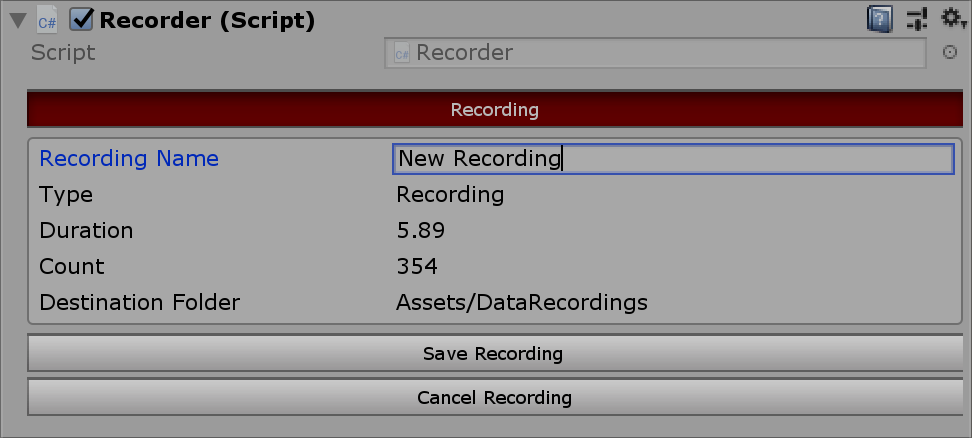 C# Recorder (Script)
Script C# Recorder
Recording
Recording Name New Recording
Type Recording
Duration 5.89
Count 354
Destination Folder Assets/DataRecordings
Save Recording
Cancel Recording